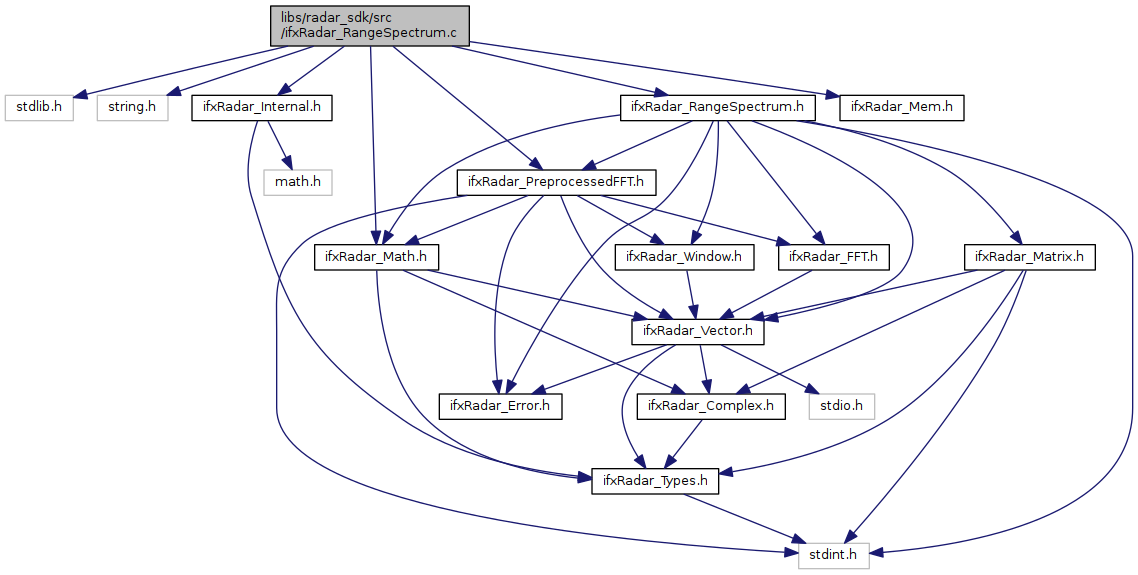 libs/radar_sdk/src
/ifxRadar_RangeSpectrum.c
stdlib.h
string.h
ifxRadar_Internal.h
ifxRadar_RangeSpectrum.h
ifxRadar_Mem.h
math.h
ifxRadar_PreprocessedFFT.h
ifxRadar_Math.h
ifxRadar_Window.h
ifxRadar_FFT.h
ifxRadar_Matrix.h
ifxRadar_Vector.h
ifxRadar_Error.h
ifxRadar_Complex.h
stdio.h
ifxRadar_Types.h
stdint.h